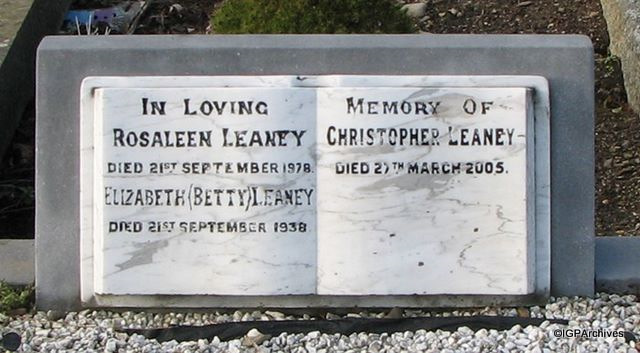 IN LOVING
ROSALEEN LEANEY
DIED 21ST SEPTEMBER 1978.
ELIZABETH (BETTY) LEANEY
DIED 21ST SEPTEMBER 1938
MEMORY OF
CHRISTOPHER LEANEY
DIED 27TH MARCH 2005.
©IGPArchives